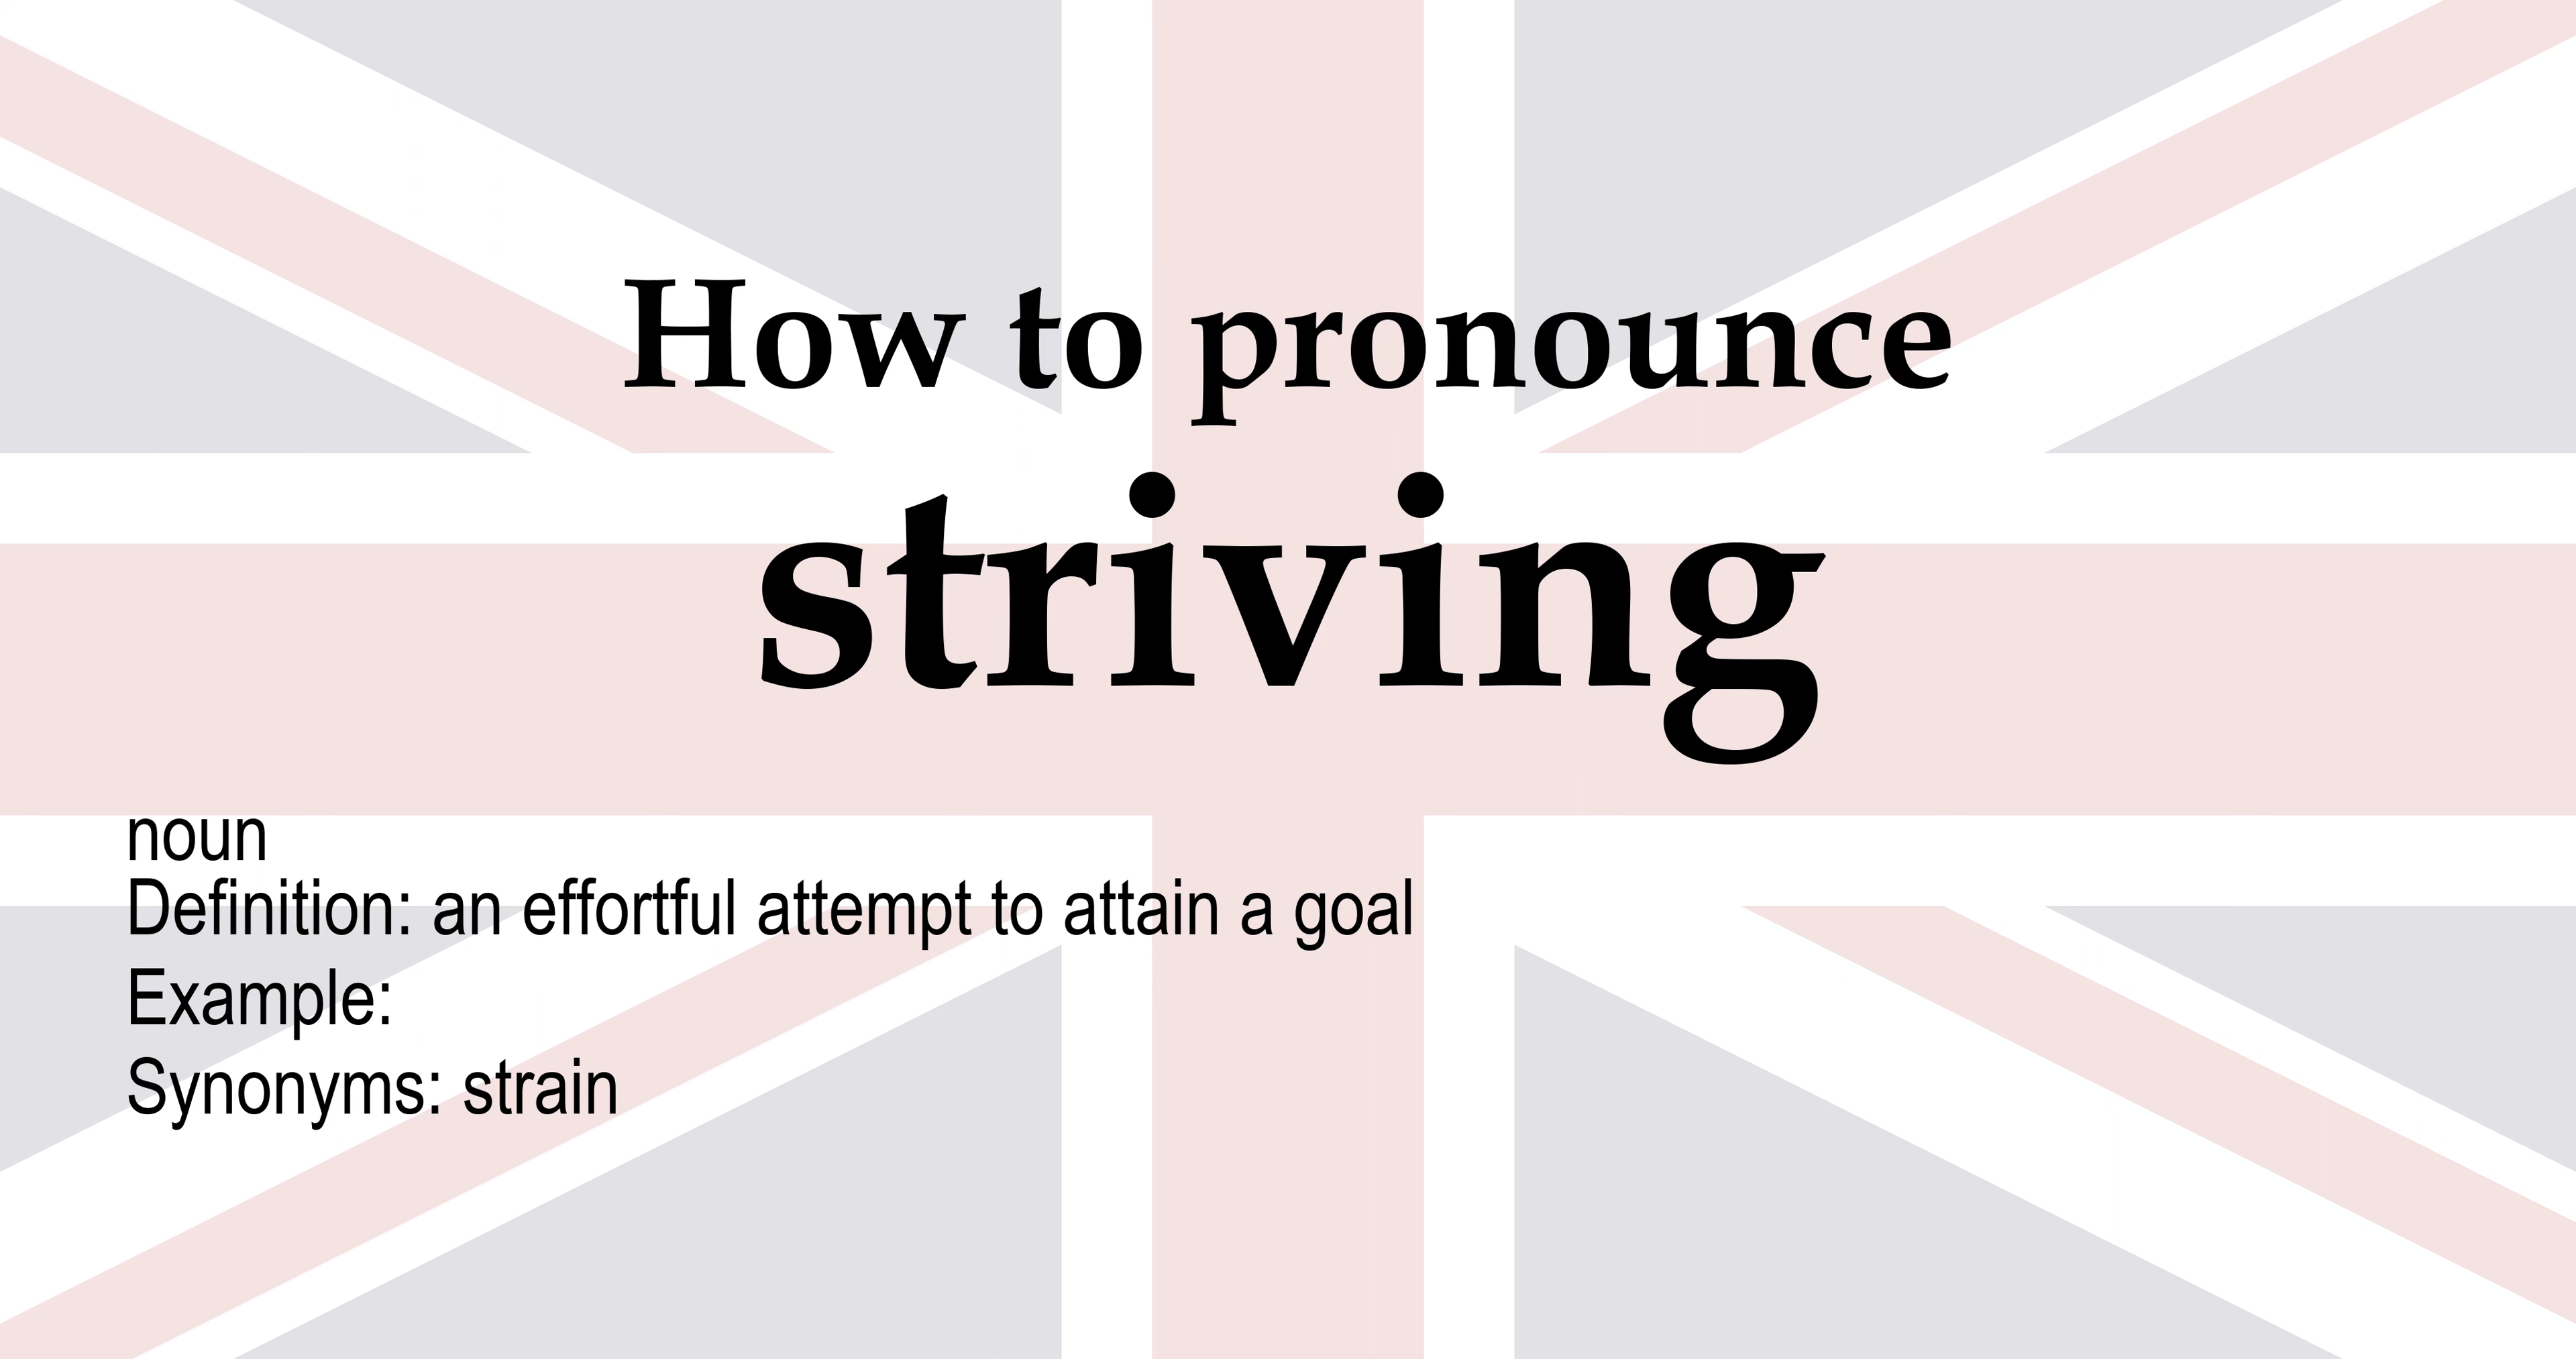 How to pronounce
striving
noun
Definition: an effortful attempt to attain a goal
Example:
Synonyms: strain